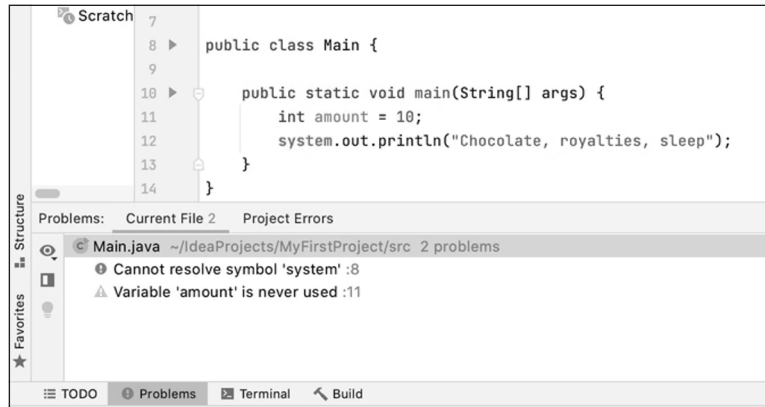 Scratch
7
8 public class Main {
9
10 public static void main(String[] args) {
11 int amount = 10;
12 system.out.println("Chocolate, royalties, sleep");
13 }
14 }
Structure
Favorites
Problems: Current File 2 Project Errors
Main.java ~/IdeaProjects/MyFirstProject/src 2 problems
Cannot resolve symbol 'system' :8
Variable 'amount' is never used :11
TODO Problems Terminal Build